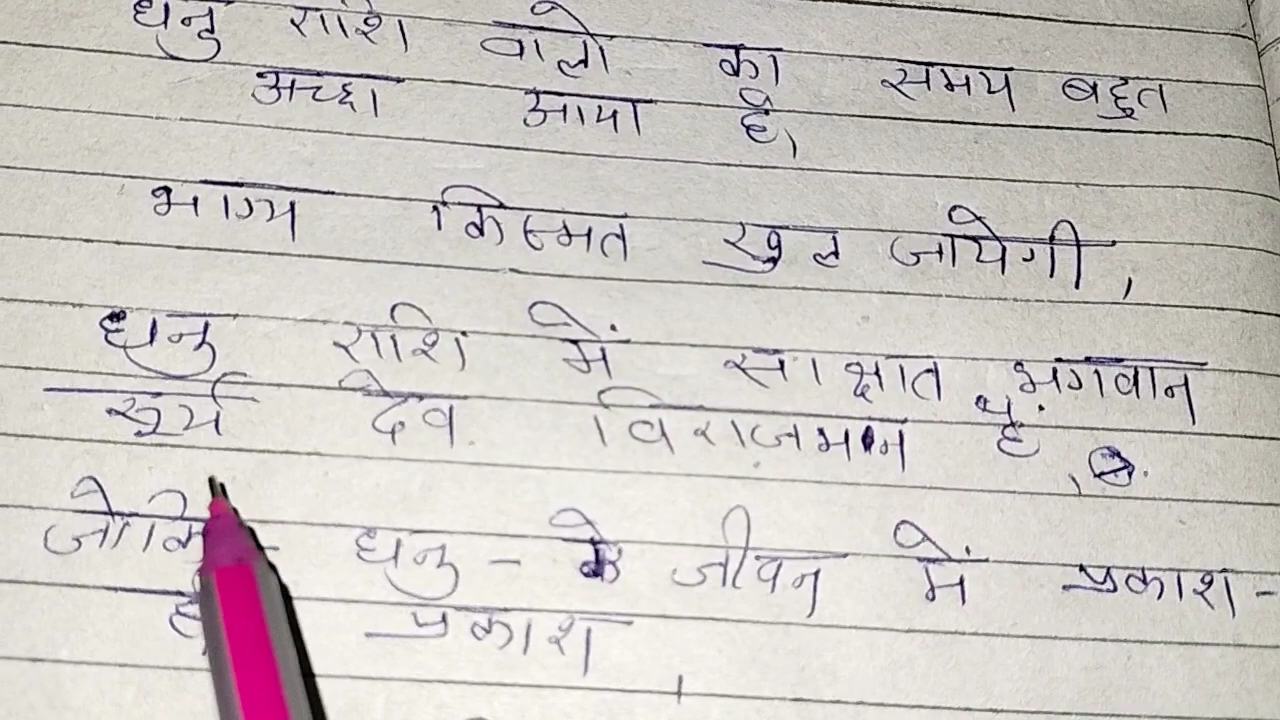 धनु राशि वालो का समय बहुत
अच्छा आया है,
भाग्य किस्मत खुल जायेगी,
धनु राशि में साक्षात भगवान
सूर्य देव विराजमान हैं,
जोकि धनु - के जीवन में प्रकाश -
प्रकाश